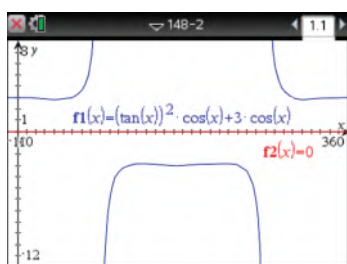 148-2
1.1
8 y
f1(x)=(tan(x))²·cos(x)+3·cos(x)
1
x
-10
360
f2(x)=0
-12